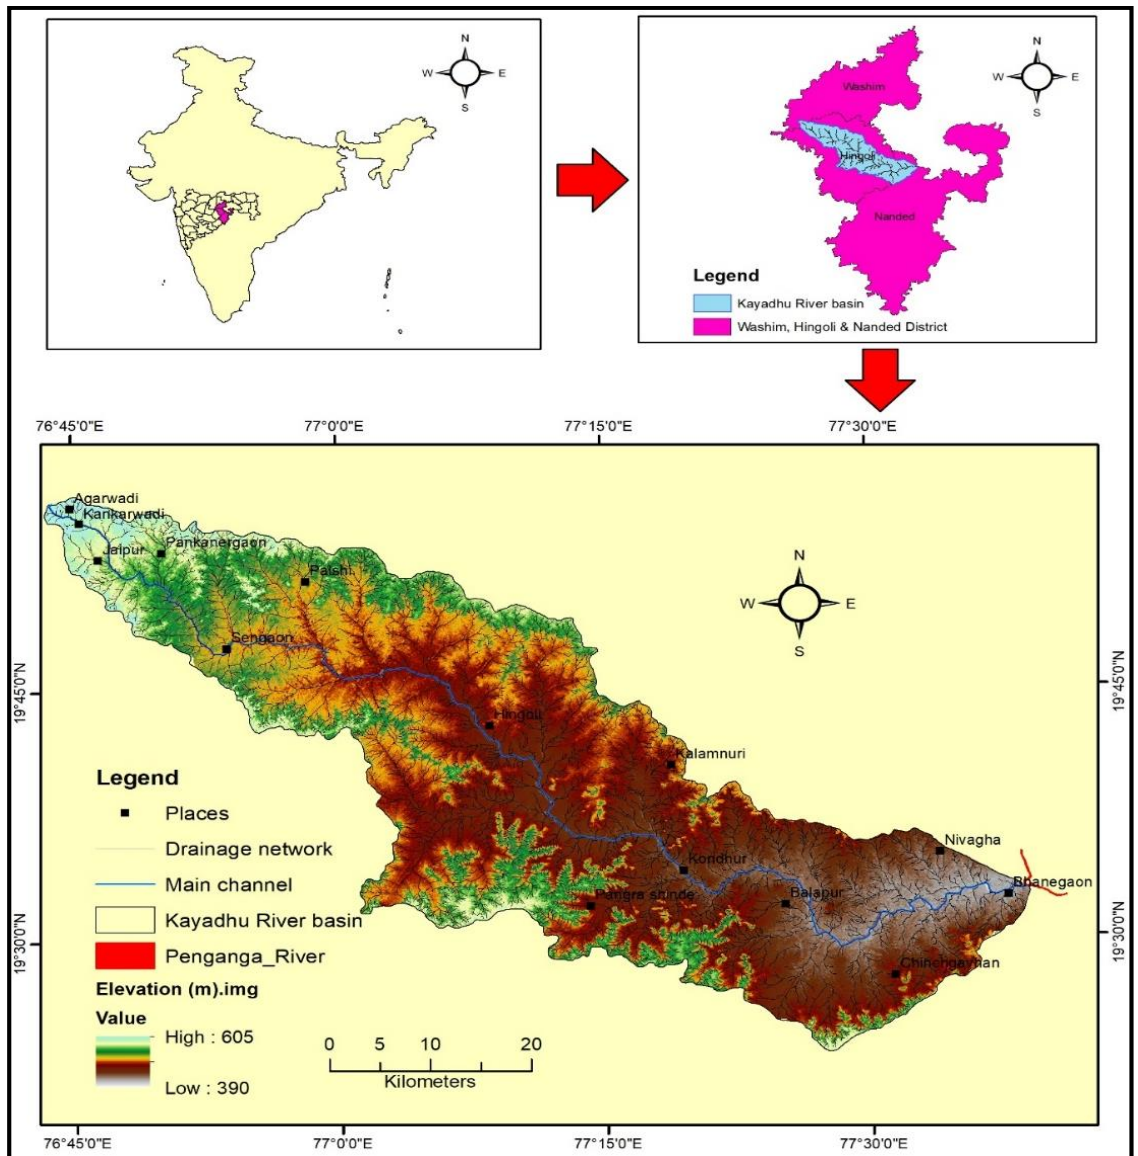 N
W E
S
N
W E
S
Washim
Hingoli
Nanded
Legend
Kayadhu River basin
Washim, Hingoli & Nanded District
76°45'0"E 77°0'0"E 77°15'0"E 77°30'0"E
Agarwadi
Kankarwadi
Jaipur
Pankanergaon
Palshi
Sengaon
N
W E
S
19°45'0"N
19°45'0"N
Hingoli
Kalamnuri
Nivagha
Kondhur
Bhanegaon
Balapur
Pangra shinde
Chinchgavhan
19°30'0"N
19°30'0"N
Legend
Places
Drainage network
Main channel
Kayadhu River basin
Penganga_River
Elevation (m).img
Value
High : 605
Low : 390
0 5 10 20
Kilometers
76°45'0"E 77°0'0"E 77°15'0"E 77°30'0"E